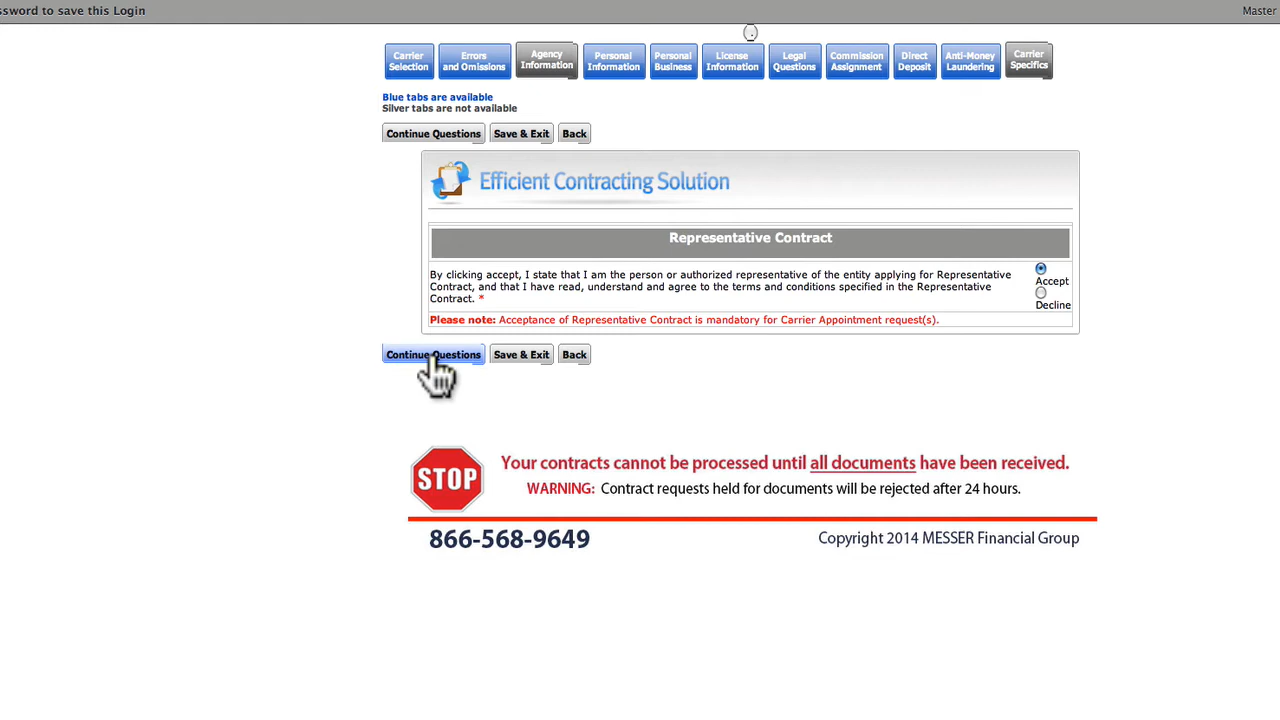 ssword to save this Login
Master
Carrier Selection
Errors and Omissions
Agency Information
Personal Information
Personal Business
License Information
Legal Questions
Commission Assignment
Direct Deposit
Anti-Money Laundering
Carrier Specifics
Blue tabs are available
Silver tabs are not available
Continue Questions Save & Exit Back
Efficient Contracting Solution
Representative Contract
By clicking accept, I state that I am the person or authorized representative of the entity applying for Representative
Contract, and that I have read, understand and agree to the terms and conditions specified in the Representative
Contract. *
Accept
Decline
Please note: Acceptance of Representative Contract is mandatory for Carrier Appointment request(s).
Continue Questions Save & Exit Back
STOP
Your contracts cannot be processed until all documents have been received.
WARNING: Contract requests held for documents will be rejected after 24 hours.
866-568-9649
Copyright 2014 MESSER Financial Group